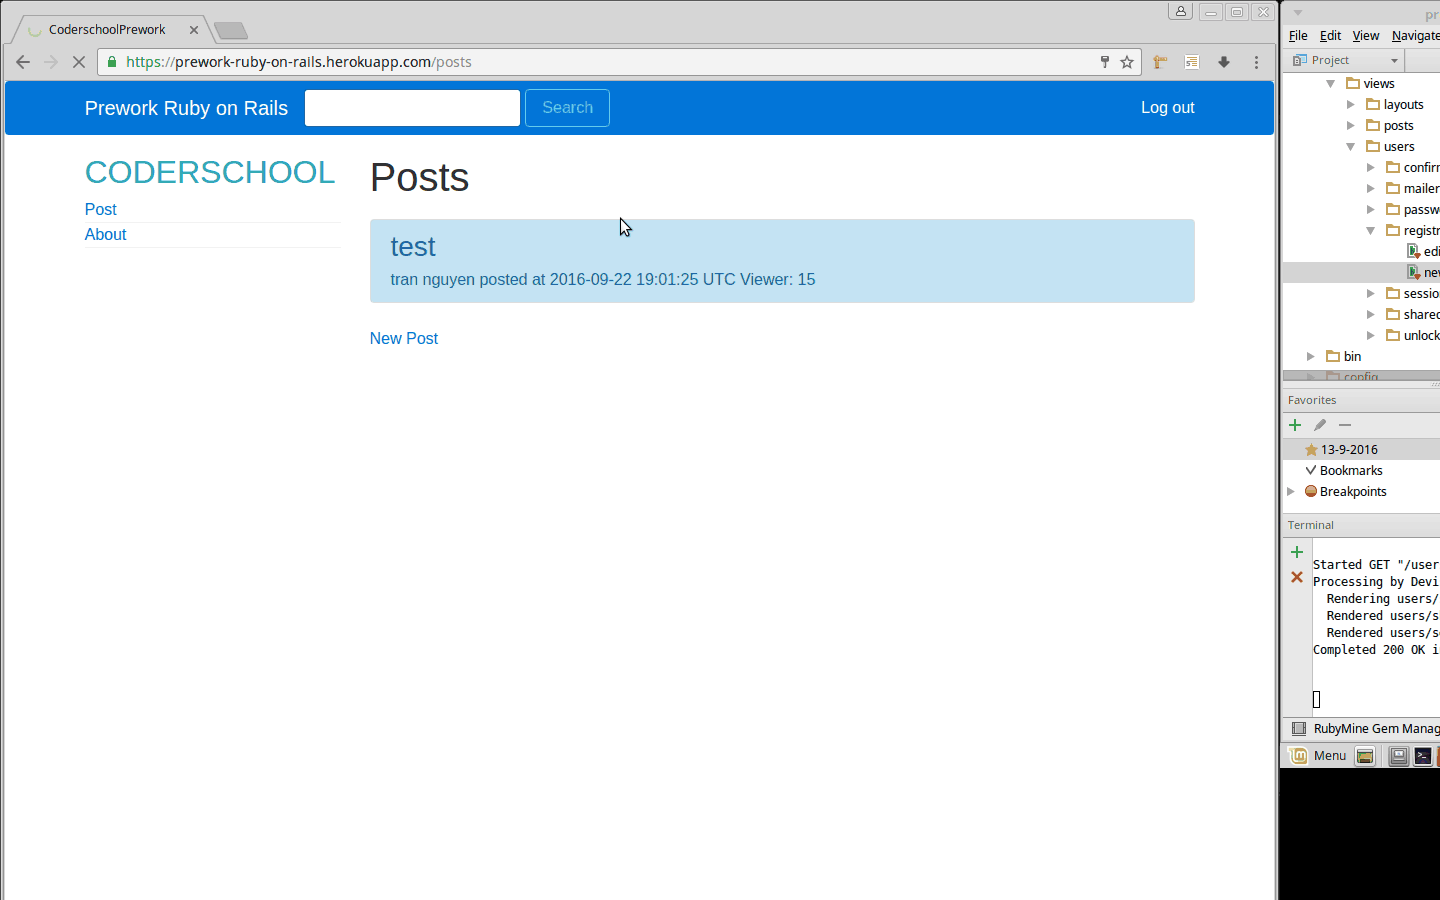 CoderschoolPrework
https://prework-ruby-on-rails.herokuapp.com/posts
Prework Ruby on Rails
Search
Log out
CODERSCHOOL
Post
About
Posts
test
tran nguyen posted at 2016-09-22 19:01:25 UTC Viewer: 15
New Post
pr
File Edit View Navigate
Project
views
layouts
posts
users
confirm
mailer
passw
registr
edi
new
sessio
shared
unlock
bin
config
Favorites
13-9-2016
Bookmarks
Breakpoints
Terminal
Started GET "/user
Processing by Devi
Rendering users/
Rendered users/s
Rendered users/s
Completed 200 OK i
RubyMine Gem Manag
Menu